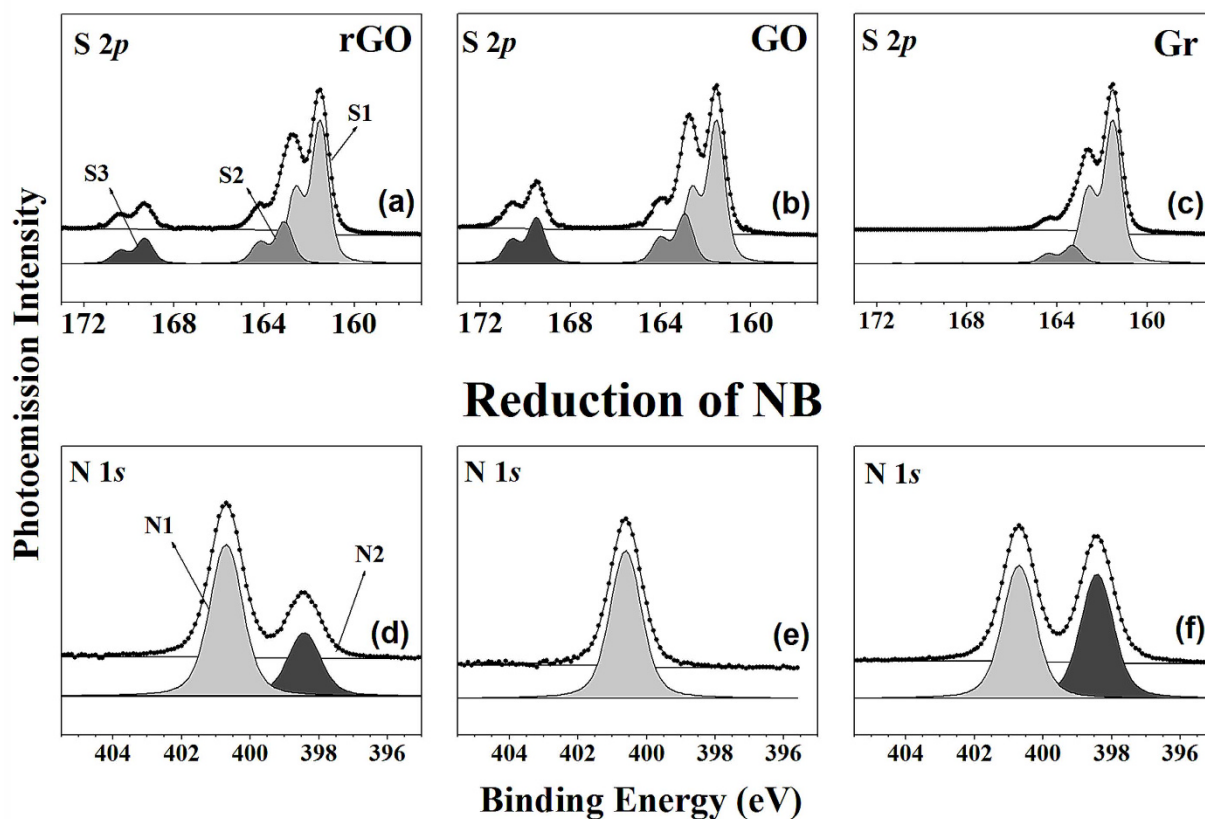 S 2p rGO
S3
S2
S1
(a)
172 168 164 160
S 2p GO
(b)
172 168 164 160
S 2p Gr
(c)
172 168 164 160
Photoemission Intensity
Reduction of NB
N 1s
N1
N2
(d)
404 402 400 398 396
N 1s
(e)
404 402 400 398 396
N 1s
(f)
404 402 400 398 396
Binding Energy (eV)